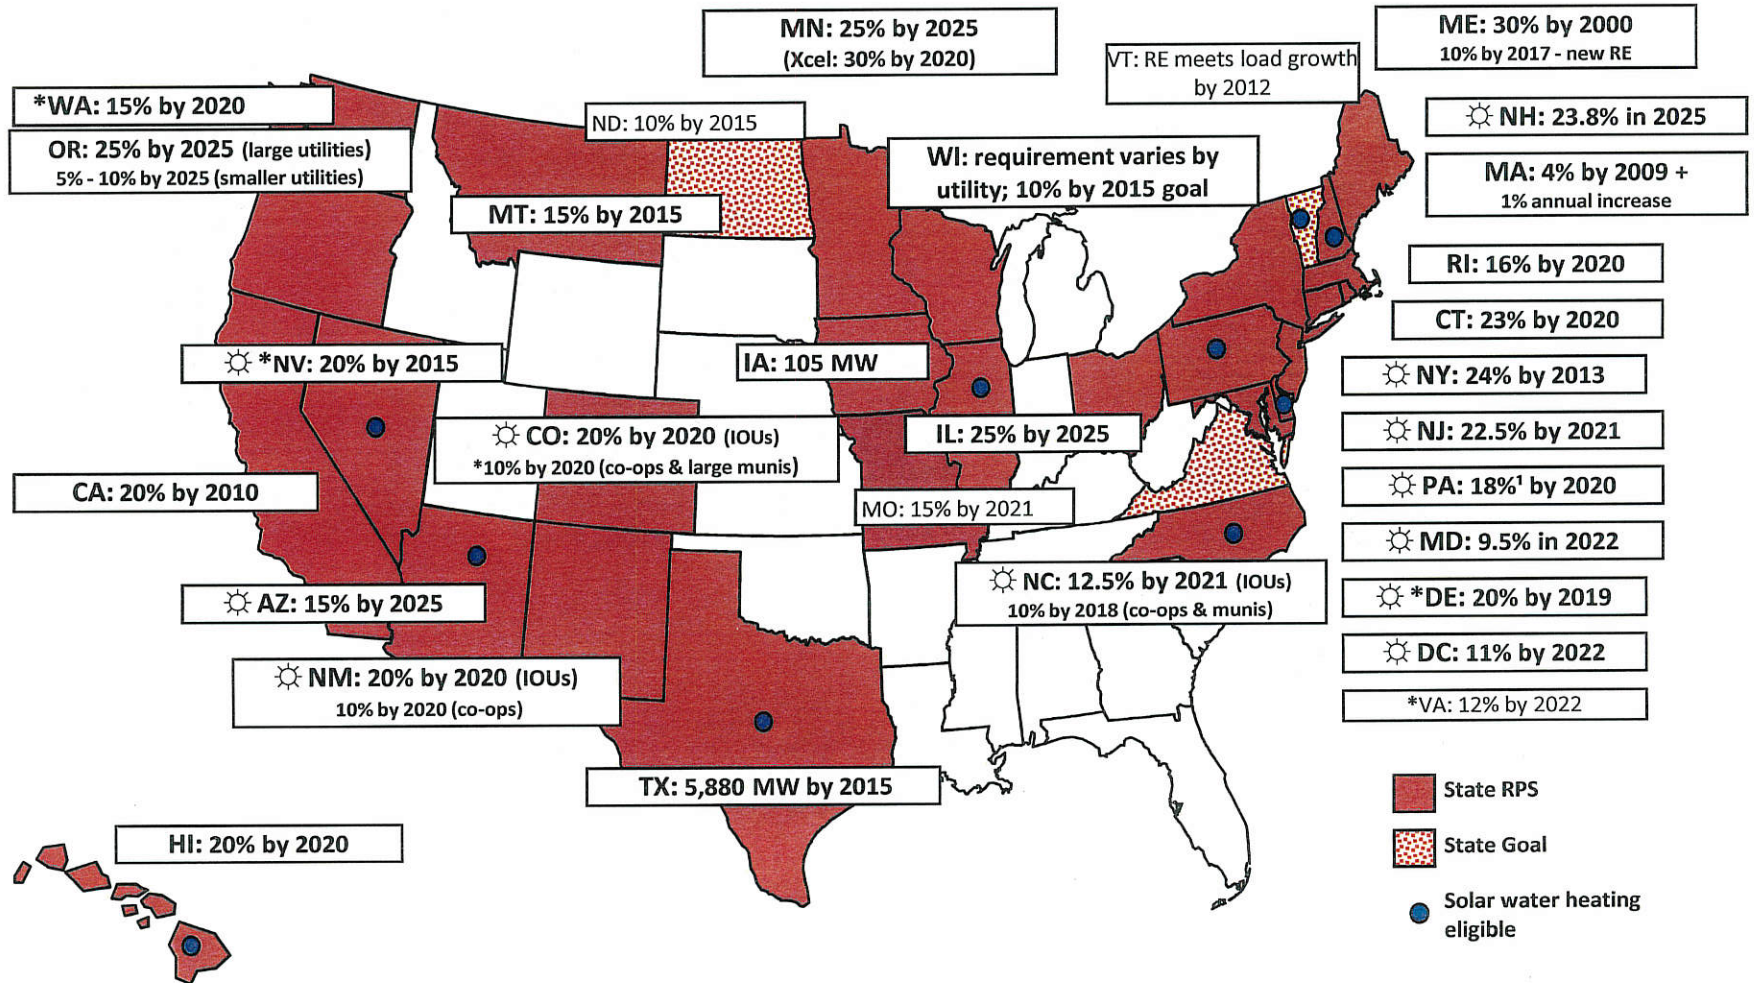 MN: 25% by 2025
(Xcel: 30% by 2020)
ME: 30% by 2000
10% by 2017 - new RE
VT: RE meets load growth
by 2012
*WA: 15% by 2020
☼ NH: 23.8% in 2025
ND: 10% by 2015
OR: 25% by 2025 (large utilities)
5% - 10% by 2025 (smaller utilities)
WI: requirement varies by
utility; 10% by 2015 goal
MA: 4% by 2009 +
1% annual increase
MT: 15% by 2015
RI: 16% by 2020
CT: 23% by 2020
☼ *NV: 20% by 2015
IA: 105 MW
☼ NY: 24% by 2013
☼ CO: 20% by 2020 (IOUs)
*10% by 2020 (co-ops & large munis)
IL: 25% by 2025
☼ NJ: 22.5% by 2021
CA: 20% by 2010
☼ PA: 18%¹ by 2020
MO: 15% by 2021
☼ MD: 9.5% in 2022
☼ NC: 12.5% by 2021 (IOUs)
10% by 2018 (co-ops & munis)
☼ AZ: 15% by 2025
☼ *DE: 20% by 2019
☼ DC: 11% by 2022
☼ NM: 20% by 2020 (IOUs)
10% by 2020 (co-ops)
*VA: 12% by 2022
TX: 5,880 MW by 2015
State RPS
HI: 20% by 2020
State Goal
Solar water heating
eligible